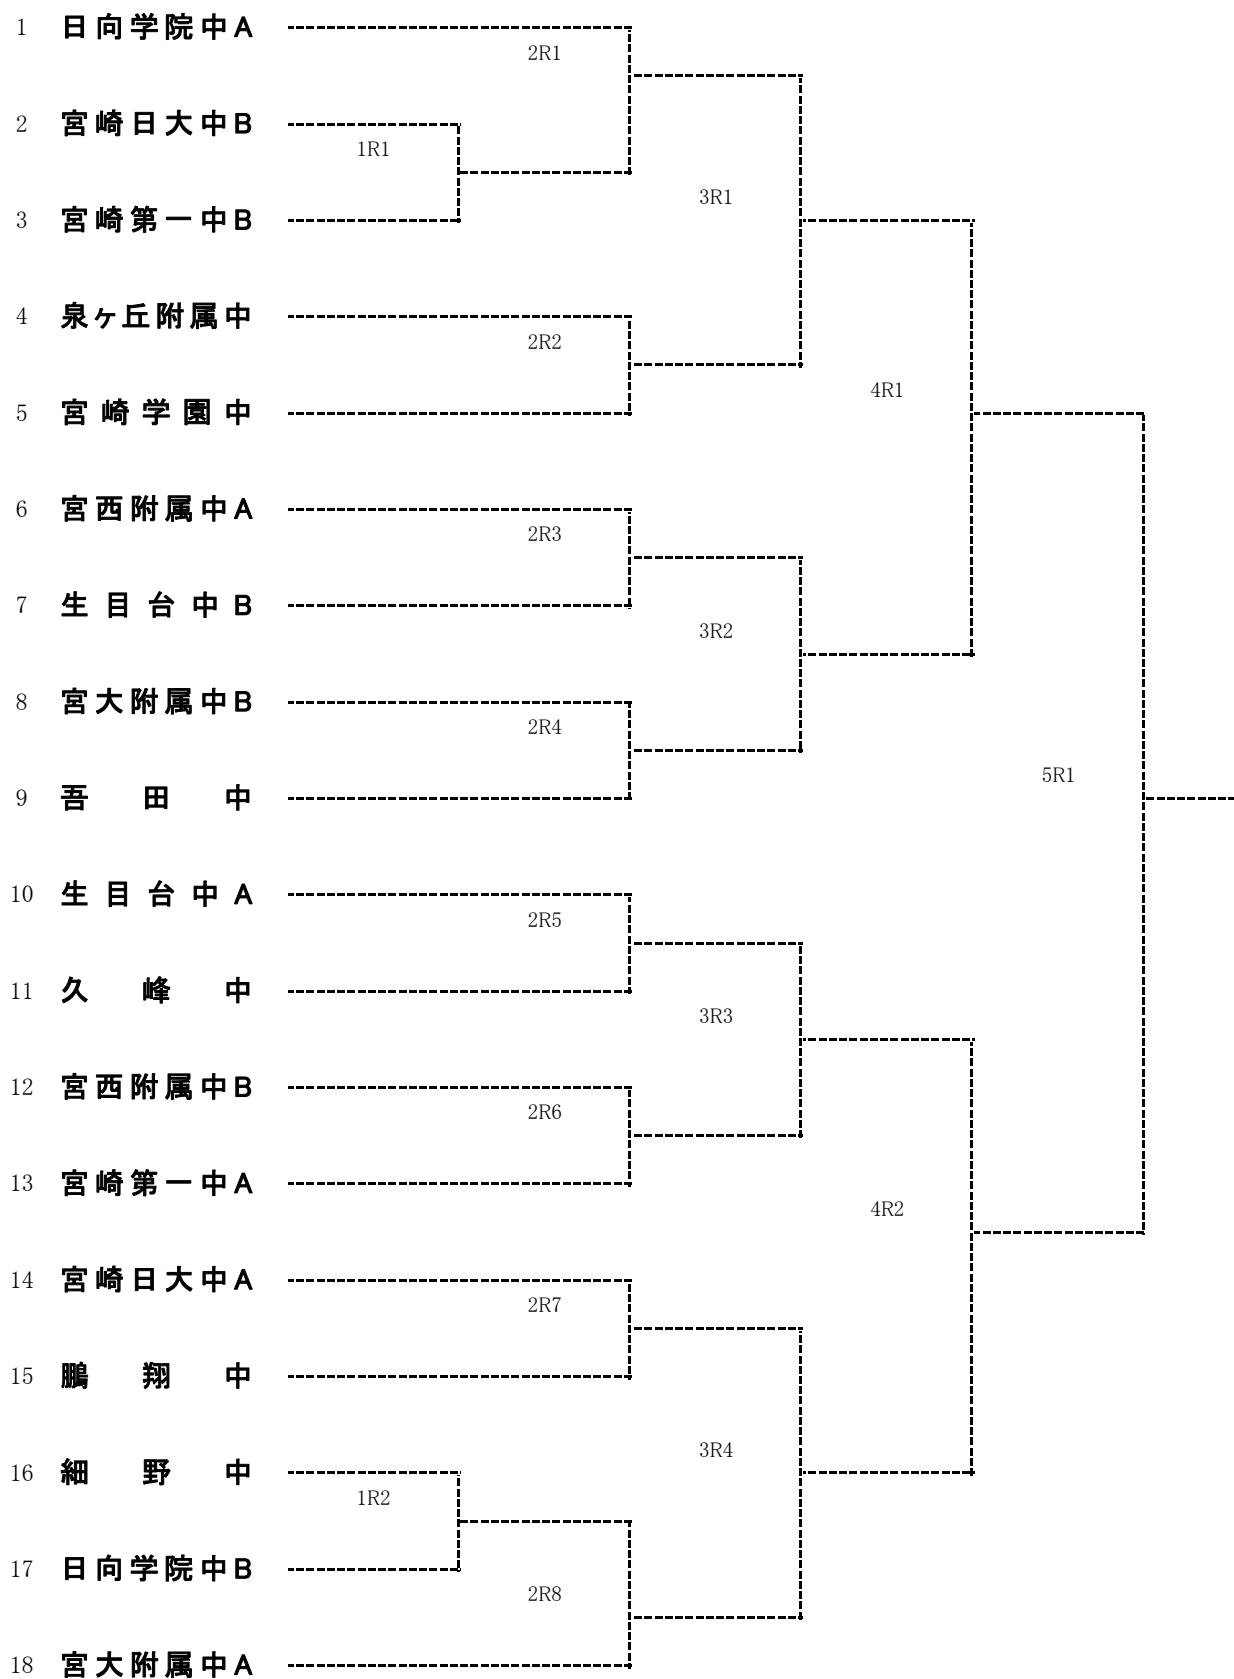 1 日向学院中A
2R1
2 宮崎日大中B
1R1
3R1
3 宮崎第一中B
4 泉ヶ丘附属中
2R2
4R1
5 宮崎学園中
6 宮西附属中A
2R3
7 生目台中B
3R2
8 宮大附属中B
2R4
5R1
9 吾田中
10 生目台中A
2R5
11 久峰中
3R3
12 宮西附属中B
2R6
13 宮崎第一中A
4R2
14 宮崎日大中A
2R7
15 鵬翔中
3R4
16 細野中
1R2
17 日向学院中B
2R8
18 宮大附属中A